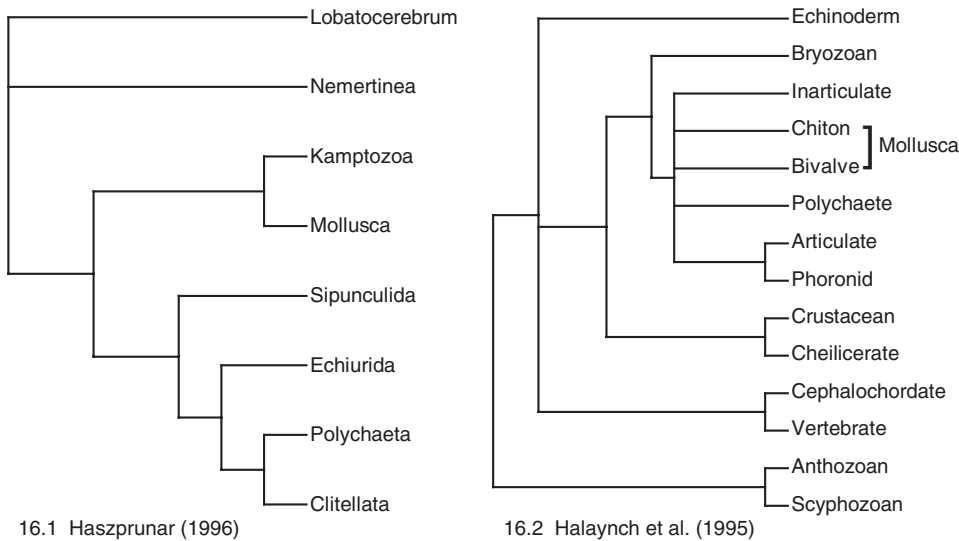 Lobatocerebrum
Nemertinea
Kamptozoa
Mollusca
Sipunculida
Echiurida
Polychaeta
Clitellata
16.1 Haszprunar (1996)
Echinoderm
Bryozoan
Inarticulate
Chiton
Mollusca
Bivalve
Polychaete
Articulate
Phoronid
Crustacean
Cheilicerate
Cephalochordate
Vertebrate
Anthozoan
Scyphozoan
16.2 Halaynch et al. (1995)